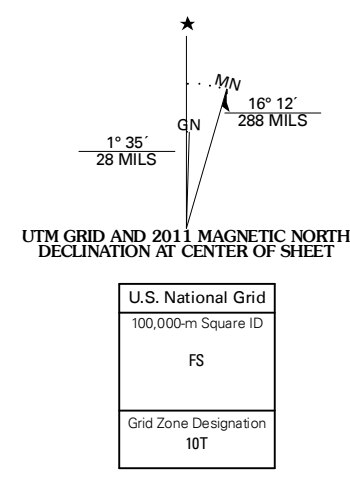 MN
16° 12´
288 MILS
GN
1° 35´
28 MILS
UTM GRID AND 2011 MAGNETIC NORTH
DECLINATION AT CENTER OF SHEET
U.S. National Grid
100,000-m Square ID
FS
Grid Zone Designation
10T